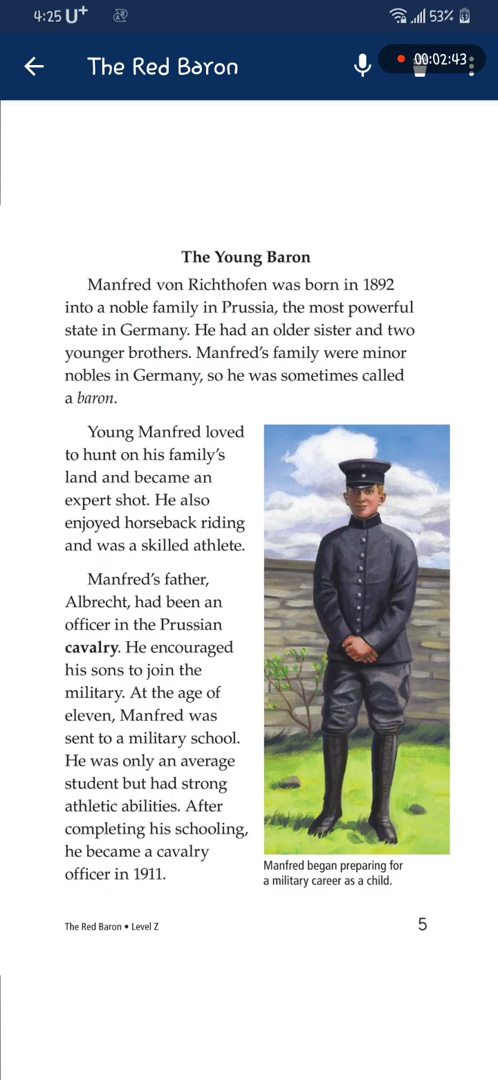 4:25 U+
53%
The Red Baron
00:02:43
The Young Baron
Manfred von Richthofen was born in 1892
into a noble family in Prussia, the most powerful
state in Germany. He had an older sister and two
younger brothers. Manfred's family were minor
nobles in Germany, so he was sometimes called
a baron.
Young Manfred loved
to hunt on his family's
land and became an
expert shot. He also
enjoyed horseback riding
and was a skilled athlete.
Manfred's father,
Albrecht, had been an
officer in the Prussian
cavalry. He encouraged
his sons to join the
military. At the age of
eleven, Manfred was
sent to a military school.
He was only an average
student but had strong
athletic abilities. After
completing his schooling,
he became a cavalry
officer in 1911.
Manfred began preparing for
a military career as a child.
The Red Baron • Level Z
5